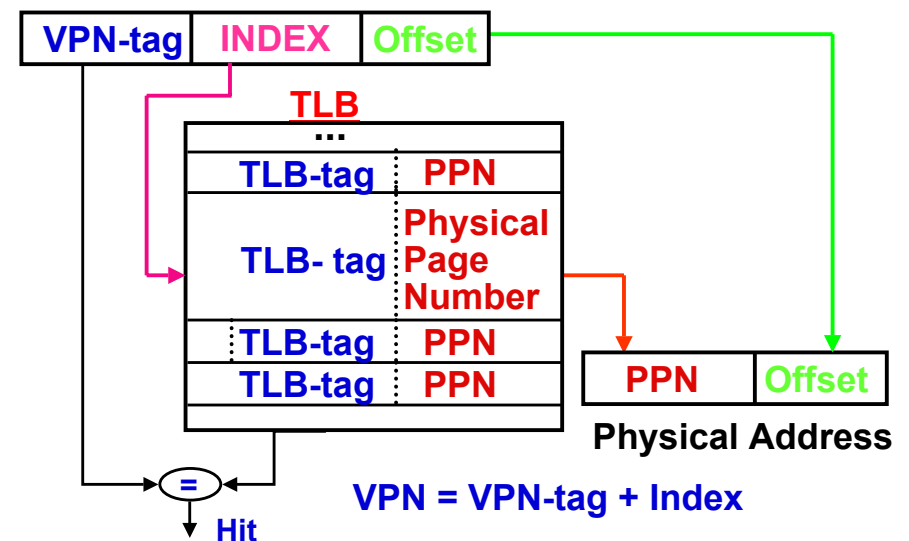 VPN-tag INDEX Offset
TLB
...
TLB-tag PPN
TLB- tag Physical
Page
Number
TLB-tag PPN
TLB-tag PPN
PPN Offset
Physical Address
=
Hit
VPN = VPN-tag + Index